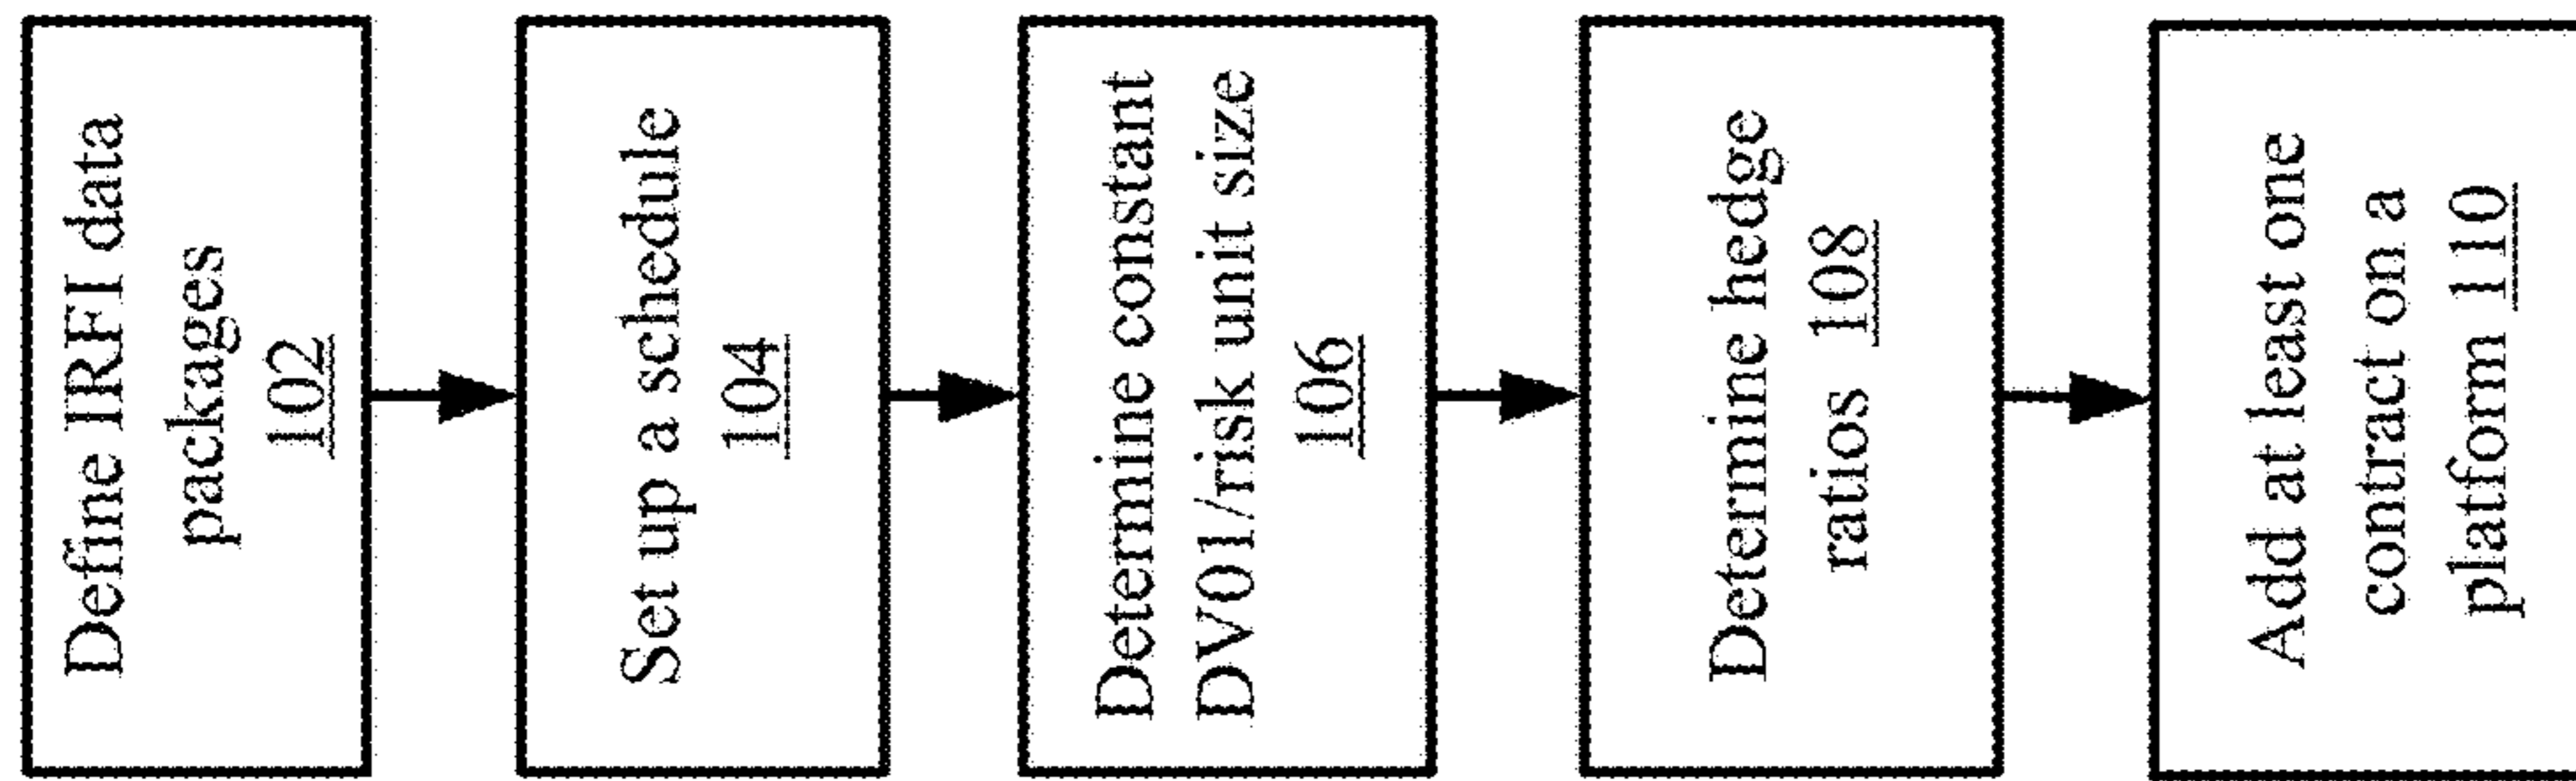 Define IRFI data
packages
102
Set up a schedule
104
Determine constant
DV01/risk unit size
106
Determine hedge
ratios 108
Add at least one
contract on a
platform 110